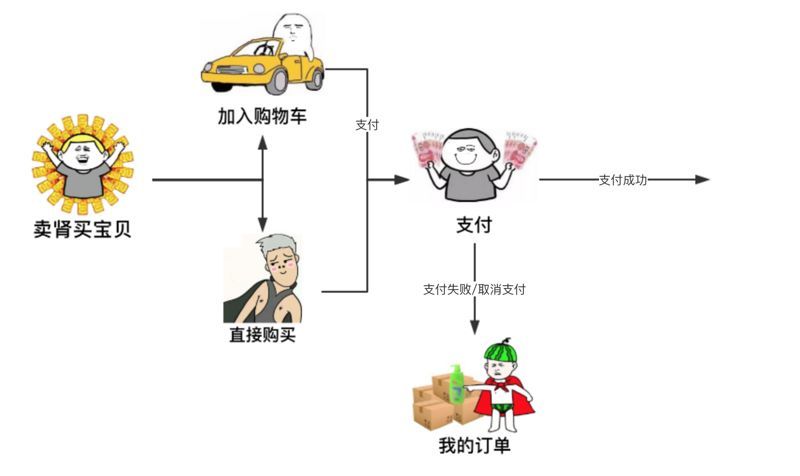 加入购物车
支付
卖肾买宝贝
支付
支付成功
直接购买
支付失败/取消支付
我的订单